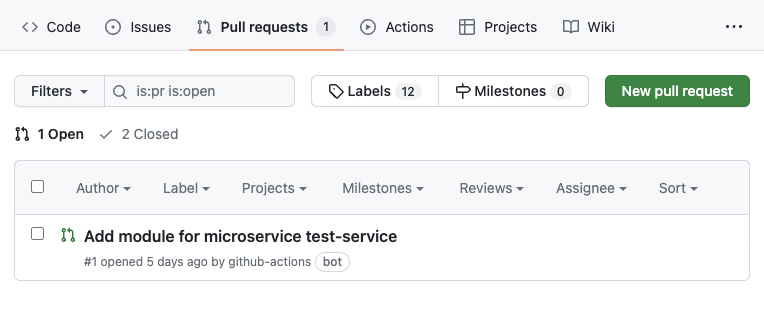 Code Issues Pull requests 1 Actions Projects Wiki ...
Filters is:pr is:open Labels 12 Milestones 0 New pull request
1 Open 2 Closed
Author Label Projects Milestones Reviews Assignee Sort
Add module for microservice test-service
#1 opened 5 days ago by github-actions bot